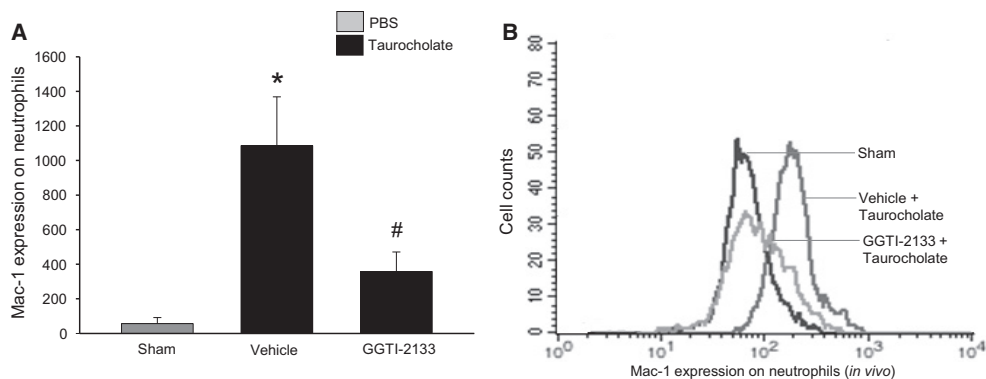 A
PBS
Taurocholate
Mac-1 expression on neutrophils
1600
1400
1200
1000
800
600
400
200
0
*
#
Sham
Vehicle
GGTI-2133
B
Cell counts
80
70
60
50
40
30
20
10
0
Sham
Vehicle +
Taurocholate
GGTI-2133 +
Taurocholate
10⁰
10¹
10²
10³
10⁴
Mac-1 expression on neutrophils (in vivo)